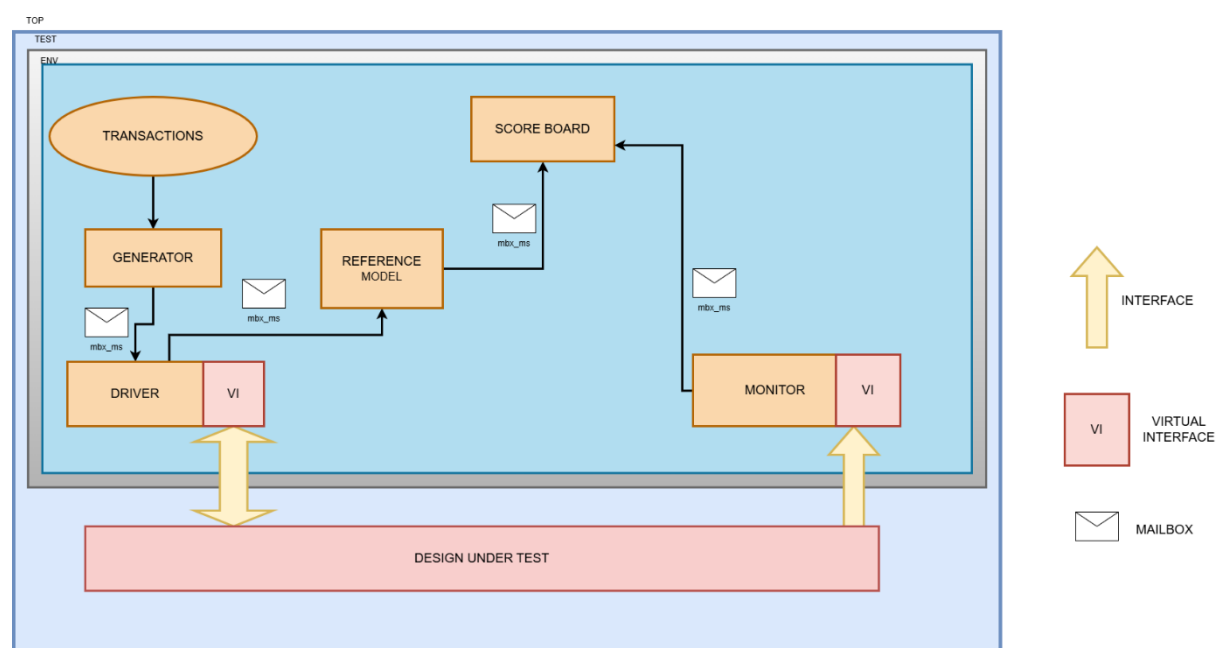 TOP
TEST
ENV
TRANSACTIONS
SCORE BOARD
mbx_ms
GENERATOR
REFERENCE
MODEL
mbx_ms
mbx_ms
mbx_ms
INTERFACE
DRIVER
VI
MONITOR
VI
VI
VIRTUAL
INTERFACE
MAILBOX
DESIGN UNDER TEST